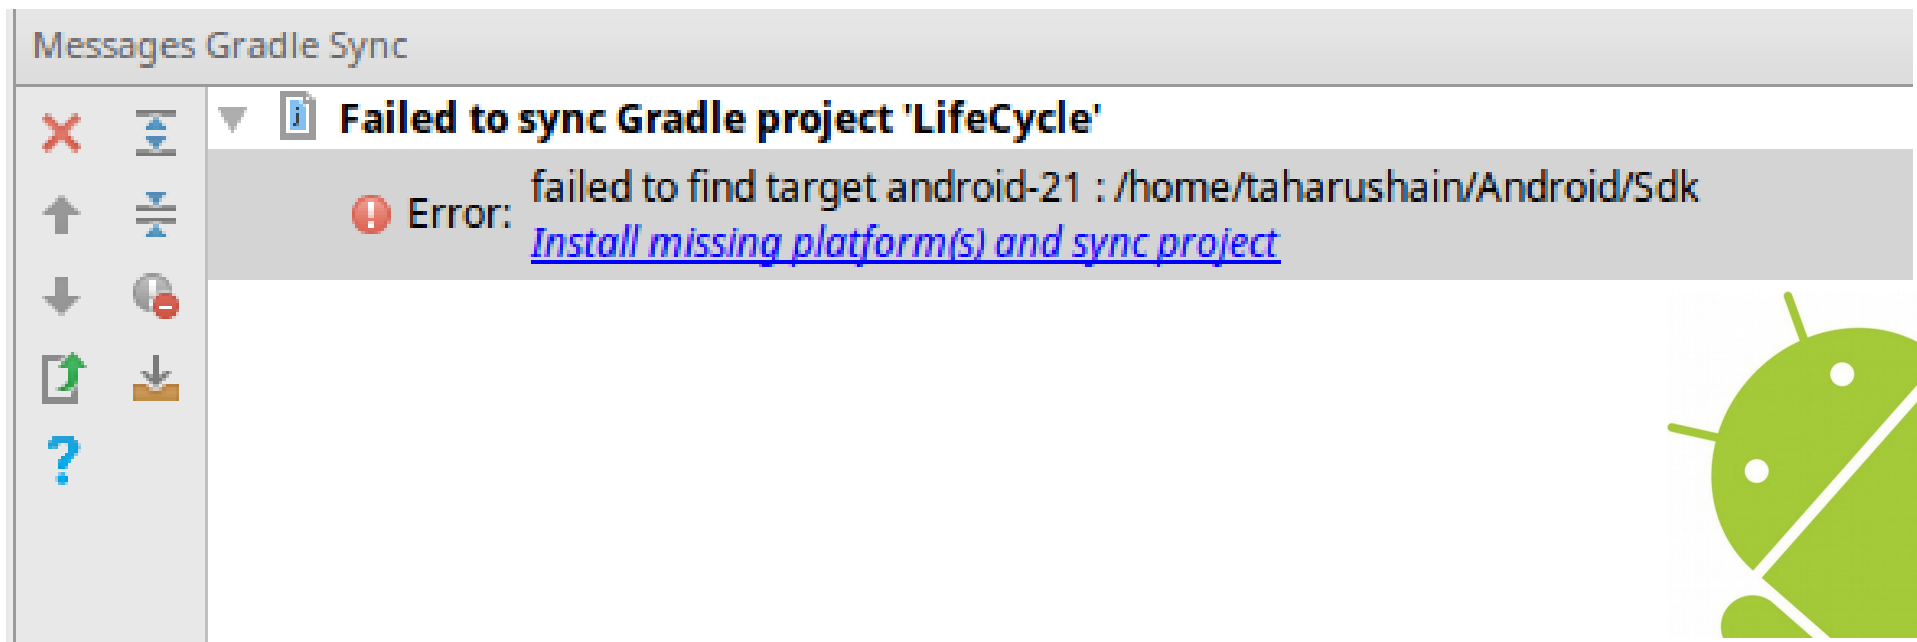 Messages Gradle Sync
Failed to sync Gradle project 'LifeCycle'
failed to find target android-21 : /home/taharushain/Android/Sdk
Error:
Install missing platform(s) and sync project